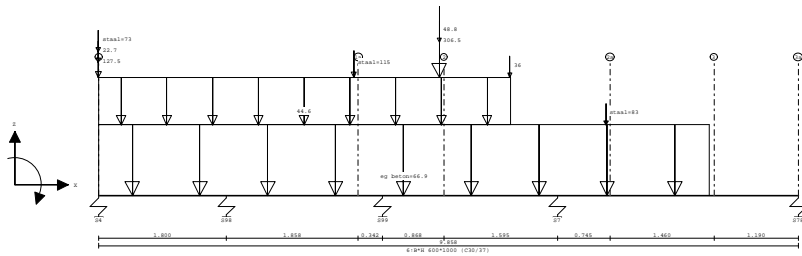 staal=73
22.7
127.5
48.8
306.5
staal=115
36
44.6
staal=83
eg beton=66.9
z
x
S4
S98
S99
S7
1.800
1.858
0.342
0.868
1.595
0.745
1.460
1.190
9.858
6:B*H 600*1000 (C30/37)